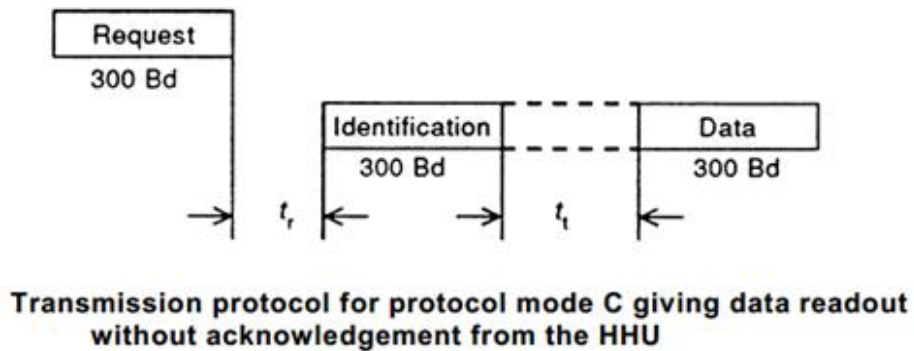 Request
300 Bd
Identification
Data
300 Bd
300 Bd
tr
tt
Transmission protocol for protocol mode C giving data readout
without acknowledgement from the HHU